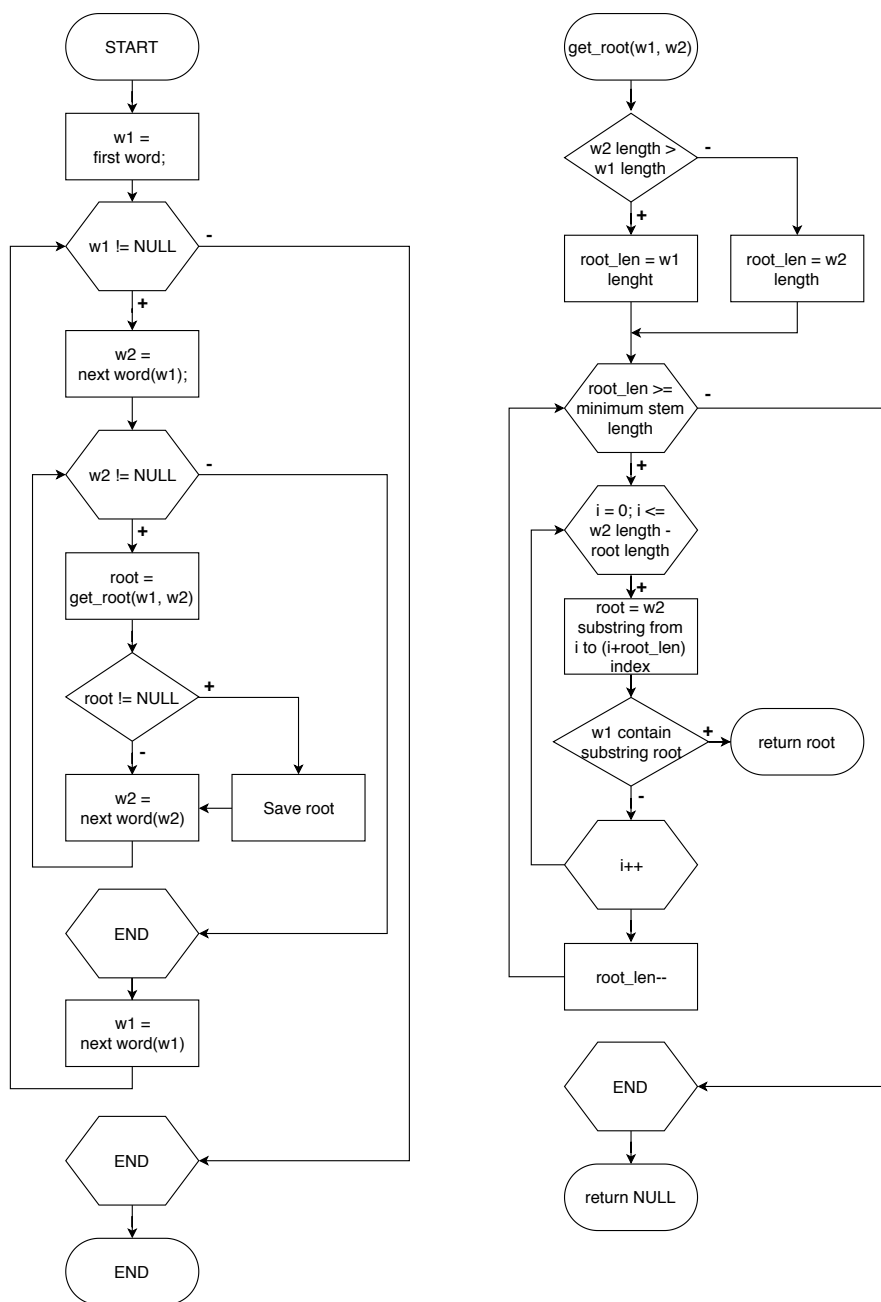 START
w1 =
first word;
w1 != NULL
-
+
w2 =
next word(w1);
w2 != NULL
-
+
root =
get_root(w1, w2)
root != NULL
+
-
w2 =
next word(w2)
Save root
END
w1 =
next word(w1)
END
END
get_root(w1, w2)
w2 length >
w1 length
-
+
root_len = w1
lenght
root_len = w2
length
root_len >=
minimum stem
length
-
+
i = 0; i <=
w2 length -
root length
+
root = w2
substring from
i to (i+root_len)
index
w1 contain
substring root
+
return root
-
i++
root_len--
END
return NULL